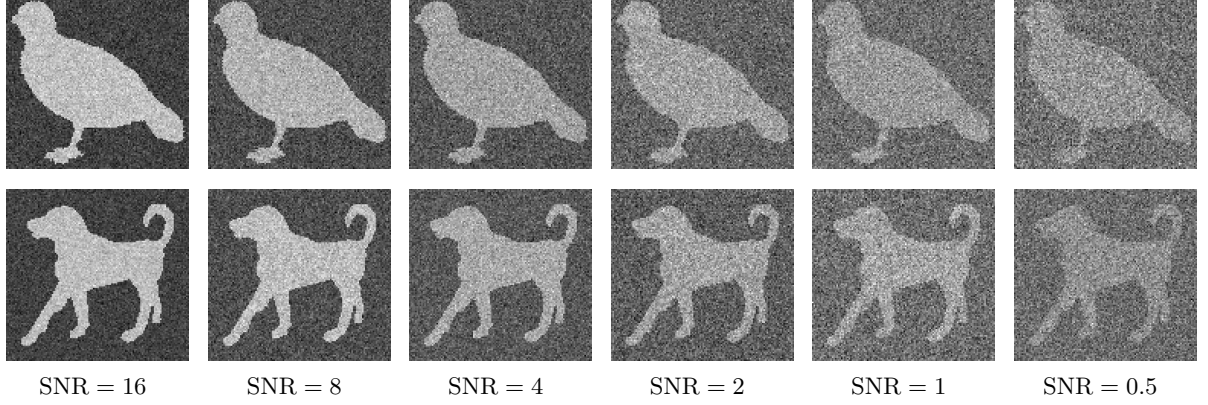 SNR = 16 SNR = 8 SNR = 4 SNR = 2 SNR = 1 SNR = 0.5